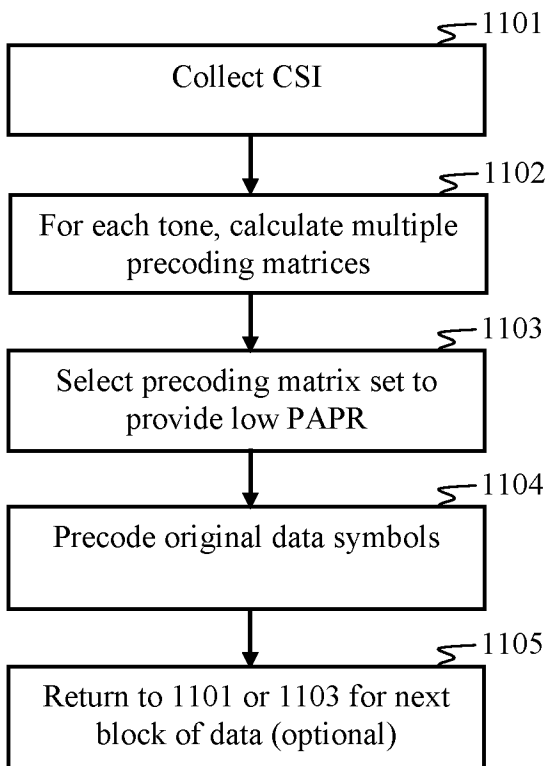 1101
Collect CSI
1102
For each tone, calculate multiple
precoding matrices
1103
Select precoding matrix set to
provide low PAPR
1104
Precode original data symbols
1105
Return to 1101 or 1103 for next
block of data (optional)